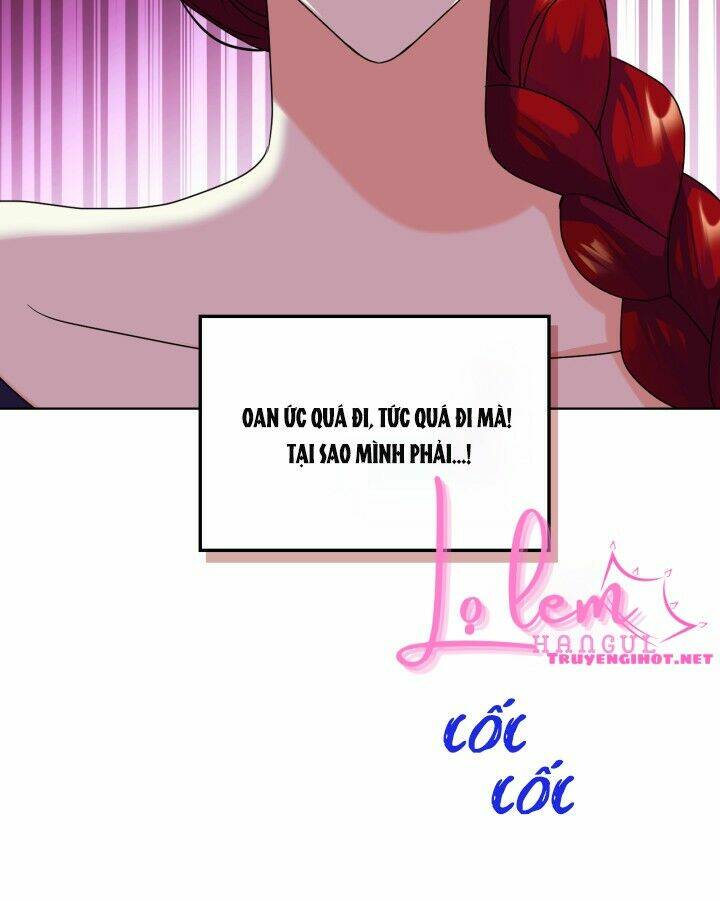 OAN ỨC QUÁ ĐI, TỨC QUÁ ĐI MÀ!
TẠI SAO MÌNH PHẢI...!
Lọ lem
HANGUL
TRUYENGIHOT.NET
CỐC
CỐC